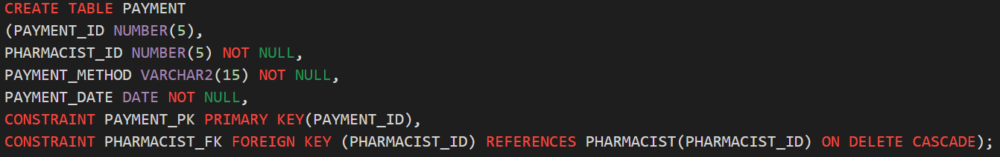 CREATE TABLE PAYMENT
(PAYMENT_ID NUMBER(5),
PHARMACIST_ID NUMBER(5) NOT NULL,
PAYMENT_METHOD VARCHAR2(15) NOT NULL,
PAYMENT_DATE DATE NOT NULL,
CONSTRAINT PAYMENT_PK PRIMARY KEY(PAYMENT_ID),
CONSTRAINT PHARMACIST_FK FOREIGN KEY (PHARMACIST_ID) REFERENCES PHARMACIST(PHARMACIST_ID) ON DELETE CASCADE);